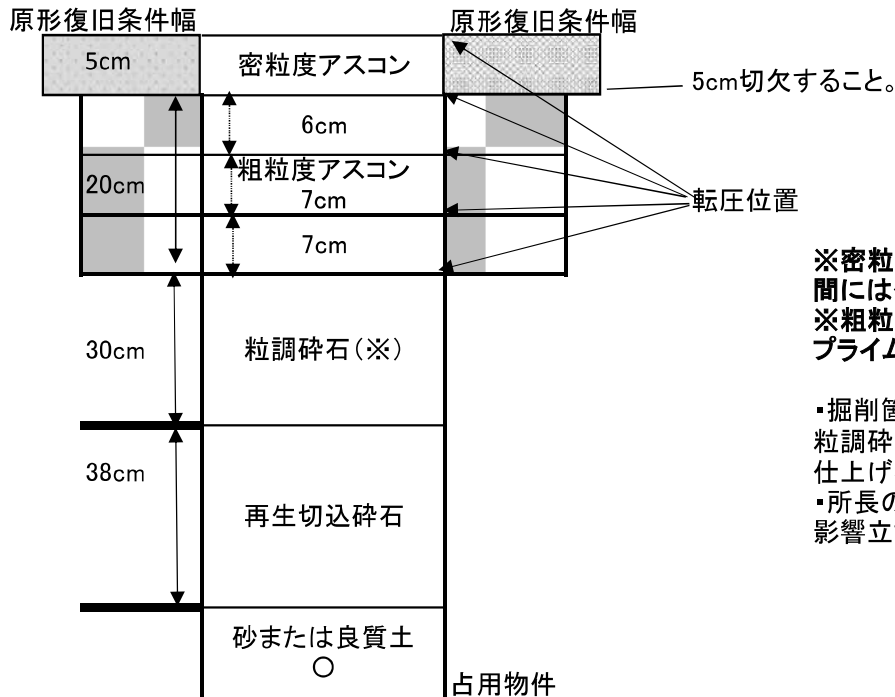 原形復旧条件幅
原形復旧条件幅
5cm
密粒度アスコン
5cm切欠すること。
6cm
粗粒度アスコン
20cm
7cm
転圧位置
7cm
※密粒
間には
※粗粒
プライム
30cm
粒調砕石(※)
▪掘削箇
粒調砕
仕上げ
▪所長の
影響立
38cm
再生切込砕石
砂または良質土
占用物件